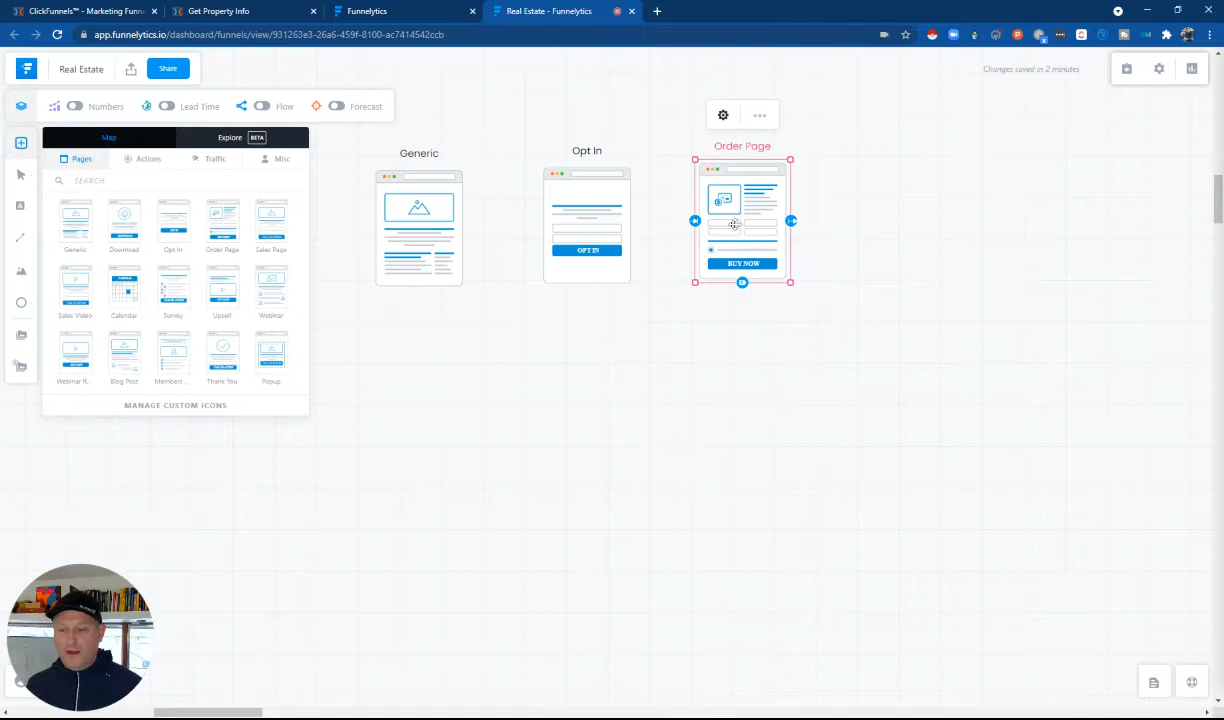 ClickFunnels™ - Marketing Funne
Get Property Info
Funnelytics
Real Estate - Funnelytics
app.funnelytics.io/dashboard/funnels/view/931263e3-26a6-459f-8100-ac7414542ccb
Real Estate
Share
Changes saved in 2 minutes
Numbers
Lead Time
Flow
Forecast
Map
Explore BETA
Pages
Actions
Traffic
Misc
SEARCH
Generic
Download
Opt In
Order Page
Sales Page
Sales Video
Calendar
Survey
Upsell
Webinar
Webinar R...
Blog Post
Members ...
Thank You
Popup
MANAGE CUSTOM ICONS
Generic
Opt In
OPT IN
Order Page
BUY NOW